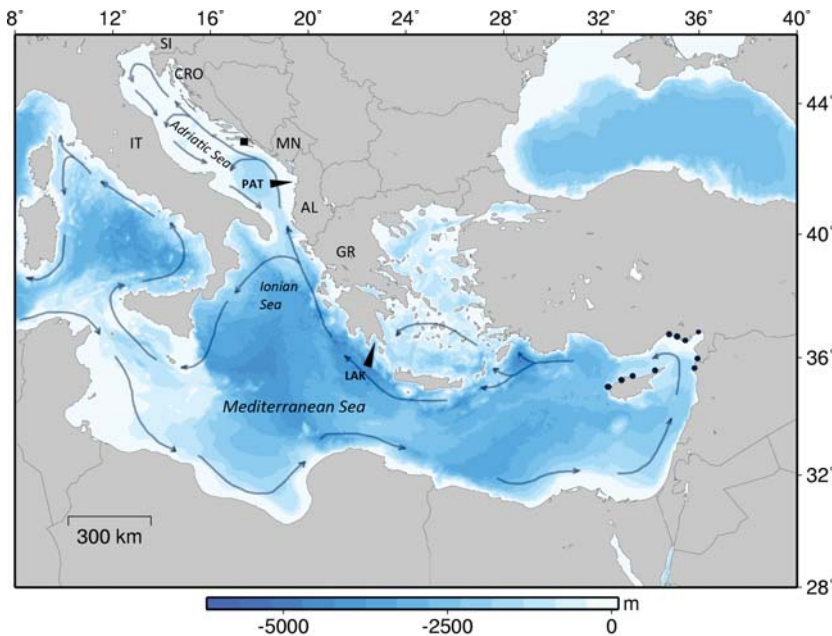 8° 12° 16° 20° 24° 28° 32° 36° 40°
SI
CRO
44°
IT
Adriatic Sea
MN
PAT
AL
40°
GR
Ionian
Sea
36°
LAK
Mediterranean Sea
32°
300 km
28°
m
-5000 -2500 0